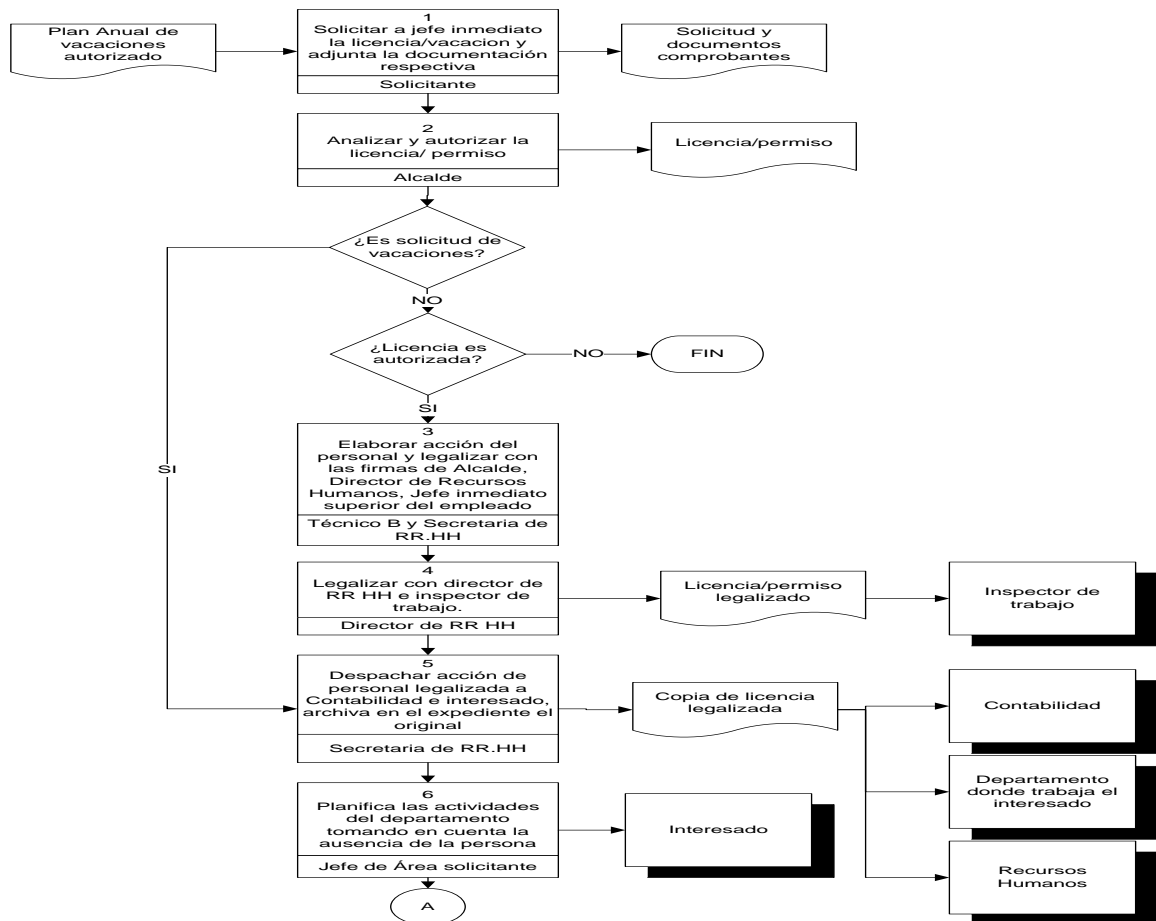 Plan Anual de
vacaciones
autorizado
1
Solicitar a jefe inmediato
la licencia/vacacion y
adjunta la documentación
respectiva
Solicitante
Solicitud y
documentos
comprobantes
2
Analizar y autorizar la
licencia/ permiso
Alcalde
Licencia/permiso
¿Es solicitud de
vacaciones?
NO
¿Licencia es
autorizada?
NO
FIN
SI
SI
3
Elaborar acción del
personal y legalizar con
las firmas de Alcalde,
Director de Recursos
Humanos, Jefe inmediato
superior del empleado
Técnico B y Secretaria de
RR.HH
4
Legalizar con director de
RR HH e inspector de
trabajo.
Director de RR HH
Licencia/permiso
legalizado
Inspector de
trabajo
5
Despachar acción de
personal legalizada a
Contabilidad e interesado,
archiva en el expediente el
original
Secretaria de RR.HH
Copia de licencia
legalizada
Contabilidad
Departamento
donde trabaja el
interesado
Recursos
Humanos
6
Planifica las actividades
del departamento
tomando en cuenta la
ausencia de la persona
Jefe de Área solicitante
Interesado
A